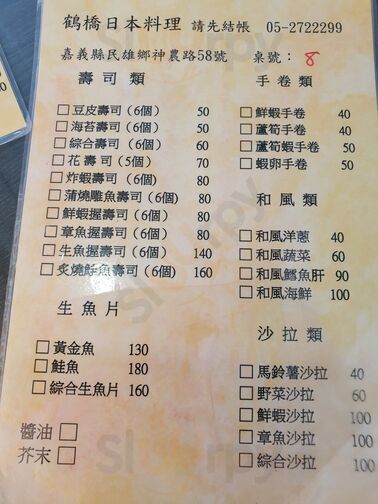 鶴橋日本料理 請先結帳 05-2722299
嘉義縣民雄鄉神農路58號 桌號：8
壽司類
□豆皮壽司（6個） 50
□海苔壽司（6個） 50
□綜合壽司（6個） 60
□花壽司（5個） 70
□炸蝦壽司（6個） 80
□蒲燒雕魚壽司（6個） 80
□鮮蝦握壽司（6個） 80
□章魚握壽司（6個） 80
□生魚握壽司（6個） 140
□炙燒鮭魚壽司（6個） 160
生魚片
□黃金魚 130
□鮭魚 180
□綜合生魚片 160
醬油□
芥末□
手卷類
□鮮蝦手卷 40
□蘆筍手卷 40
□蘆筍蝦手卷 50
□蝦卵手卷 50
和風類
□和風洋蔥 40
□和風蔬菜 60
□和風鱈魚肝 90
□和風海鮮 100
沙拉類
□馬鈴薯沙拉 40
□野菜沙拉 60
□鮮蝦沙拉 100
□章魚沙拉 100
□綜合沙拉 100